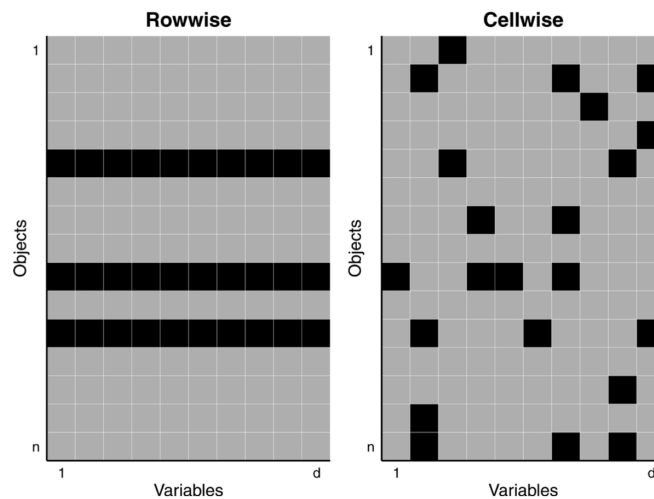 Rowwise
Cellwise
1
Objects
n
1
d
Variables
1
Objects
n
1
d
Variables